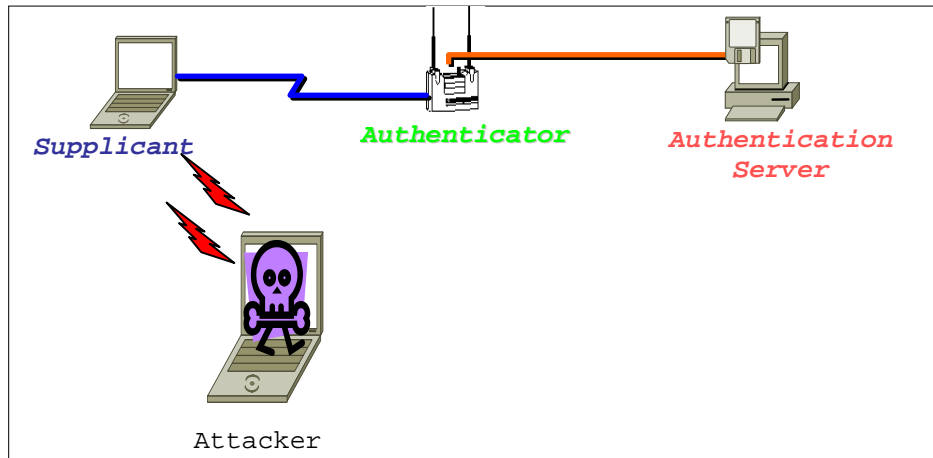 Supplicant
Authenticator
Authentication
Server
Attacker